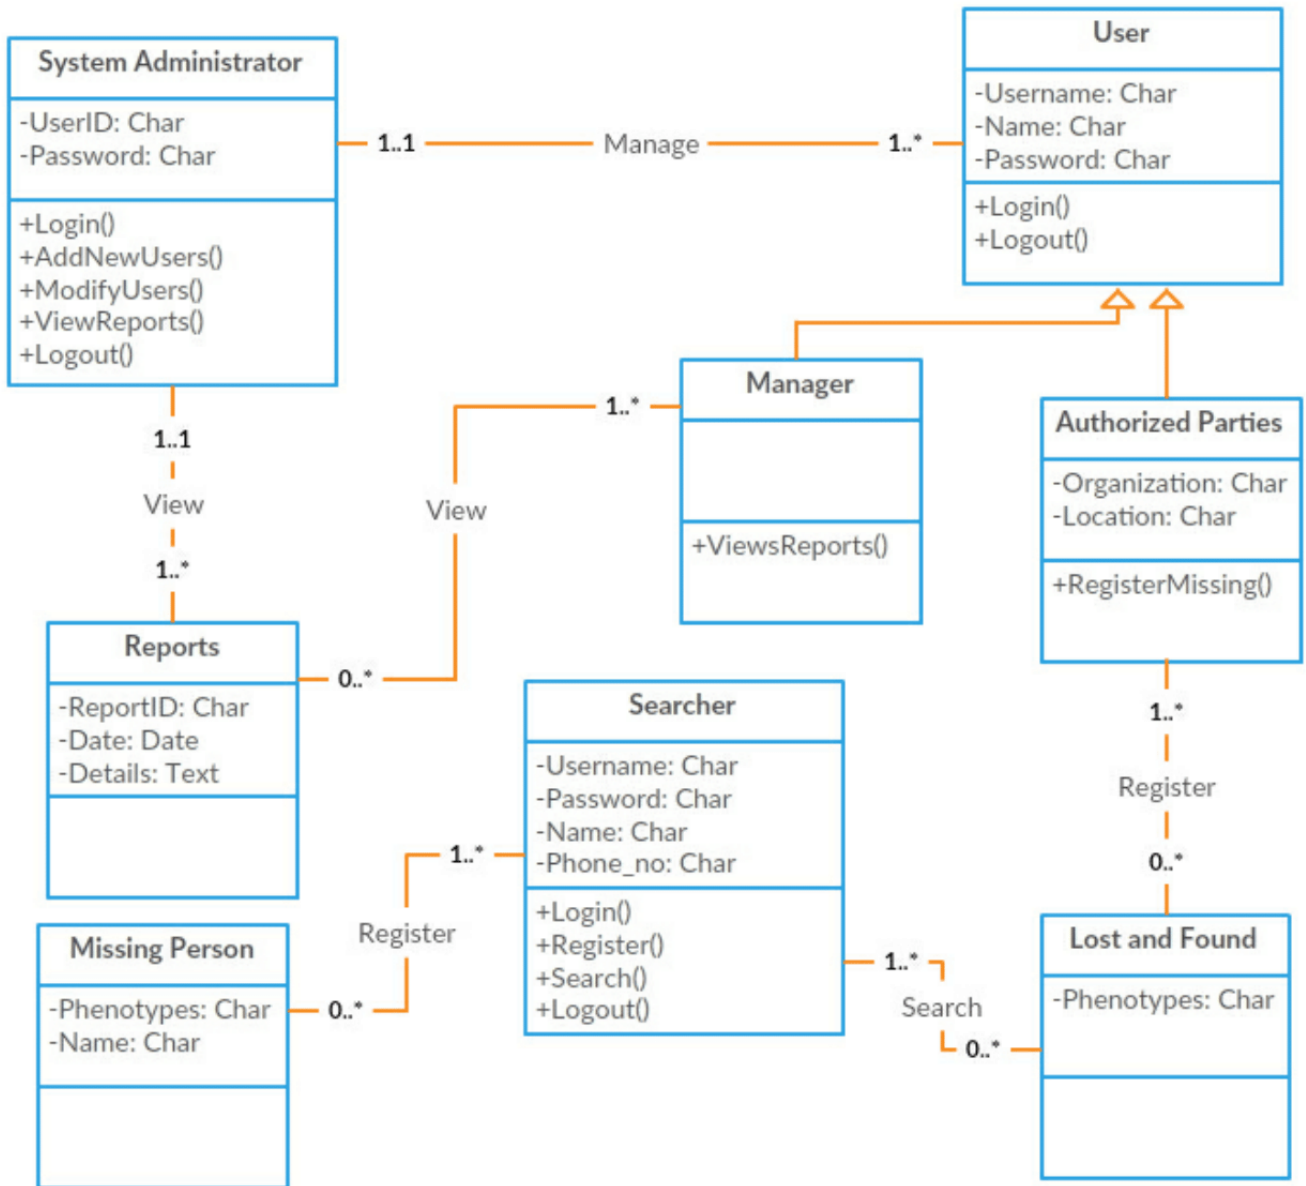 System Administrator
-UserID: Char
-Password: Char
+Login()
+AddNewUsers()
+ModifyUsers()
+ViewReports()
+Logout()
1..1
Manage
1..*
User
-Username: Char
-Name: Char
-Password: Char
+Login()
+Logout()
1..1
View
1..*
1..*
View
0..*
Manager
+ViewsReports()
Authorized Parties
-Organization: Char
-Location: Char
+RegisterMissing()
Reports
-ReportID: Char
-Date: Date
-Details: Text
Searcher
-Username: Char
-Password: Char
-Name: Char
-Phone_no: Char
+Login()
+Register()
+Search()
+Logout()
1..*
Register
0..*
1..*
Register
0..*
Missing Person
-Phenotypes: Char
-Name: Char
1..*
Search
0..*
Lost and Found
-Phenotypes: Char